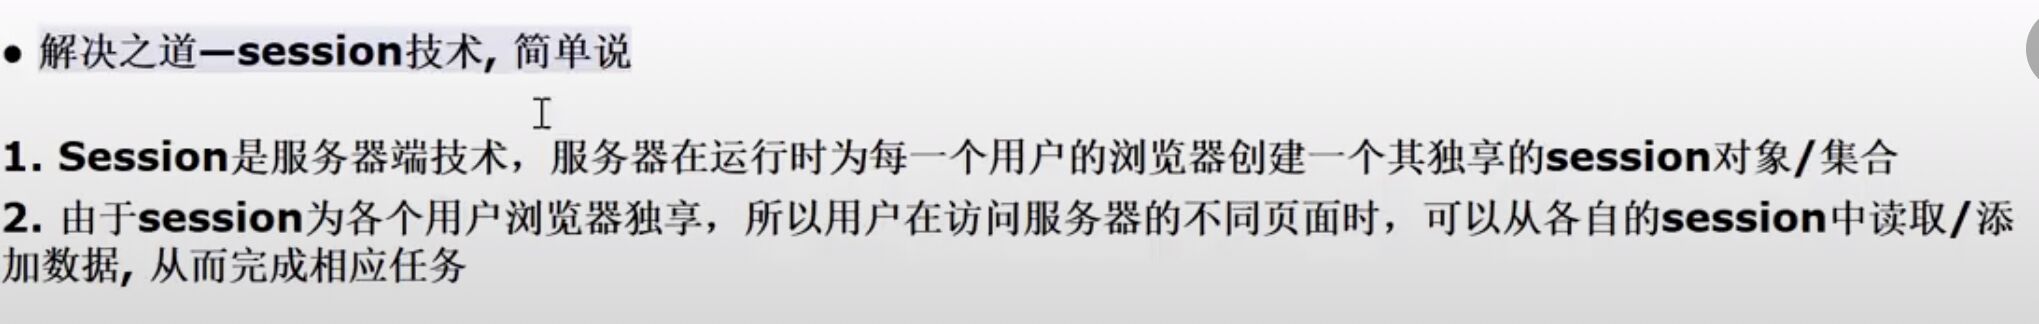 ● 解决之道—session技术, 简单说
1. Session是服务器端技术，服务器在运行时为每一个用户的浏览器创建一个其独享的session对象/集合
2. 由于session为各个用户浏览器独享，所以用户在访问服务器的不同页面时，可以从各自的session中读取/添
加数据, 从而完成相应任务